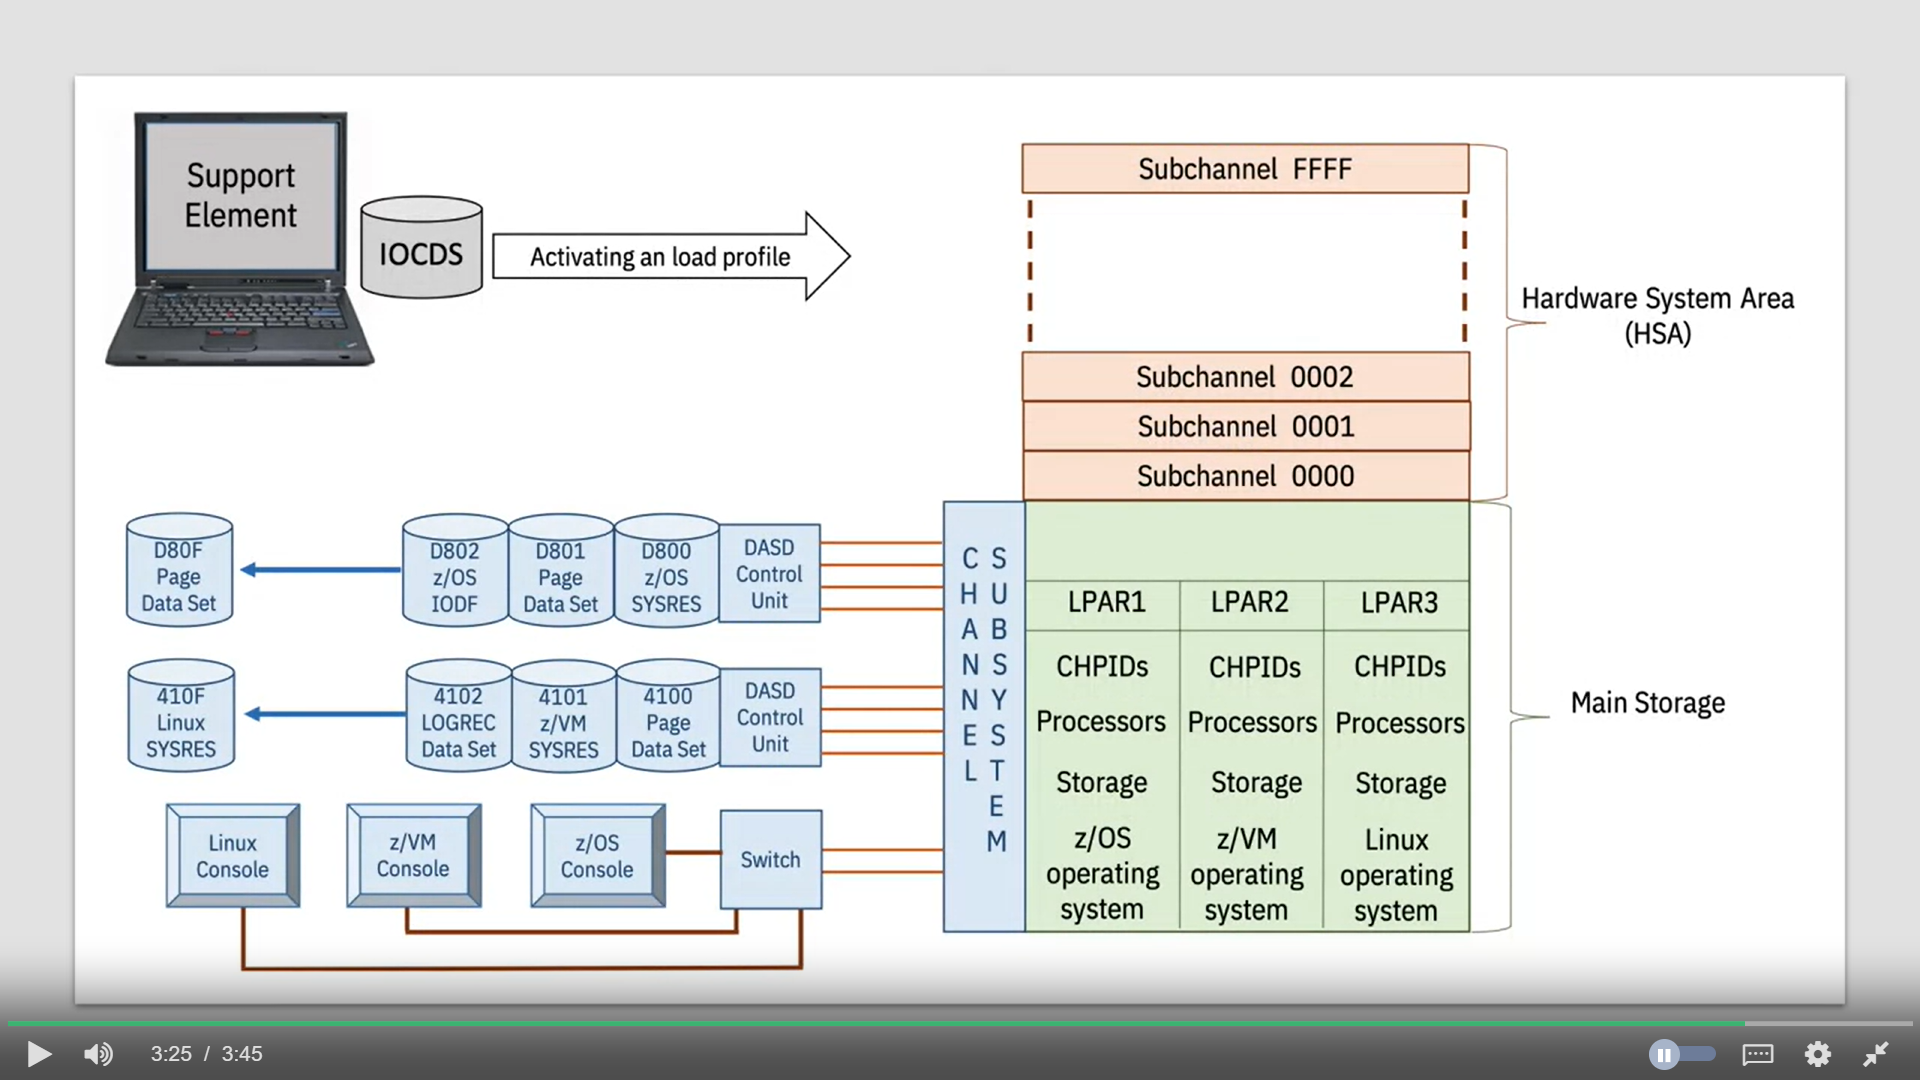 Support
Element
IOCDS
Activating an load profile
Subchannel FFFF
Subchannel 0002
Subchannel 0001
Subchannel 0000
Hardware System Area
(HSA)
D80F
Page
Data Set
D802
z/OS
IODF
D801
Page
Data Set
D800
z/OS
SYSRES
DASD
Control
Unit
410F
Linux
SYSRES
4102
LOGREC
Data Set
4101
z/VM
SYSRES
4100
Page
Data Set
DASD
Control
Unit
Linux
Console
z/VM
Console
z/OS
Console
Switch
CHANNEL
SUBSYSTEM
LPAR1
CHPIDs
Processors
Storage
z/OS
operating
system
LPAR2
CHPIDs
Processors
Storage
z/VM
operating
system
LPAR3
CHPIDs
Processors
Storage
Linux
operating
system
Main Storage
3:25 / 3:45